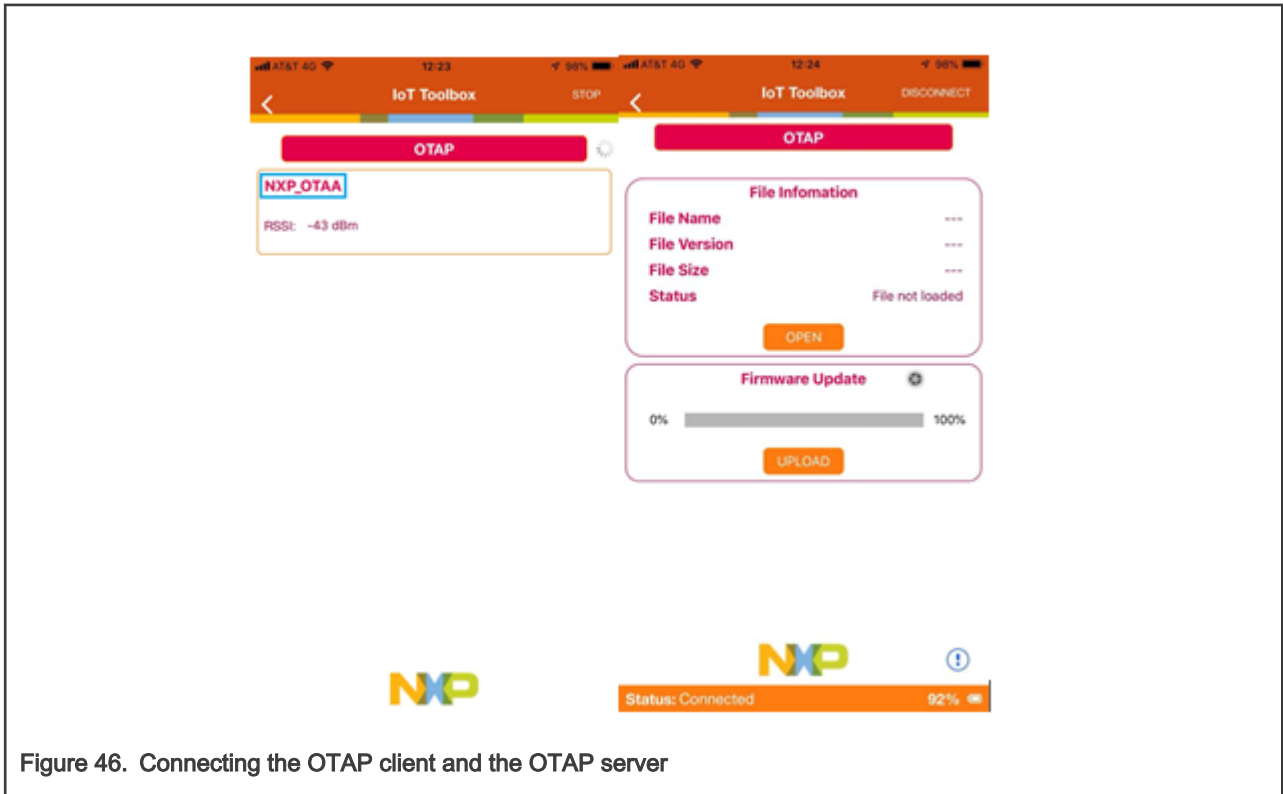 AT&T 4G 12:23 98%
IoT Toolbox STOP
OTAP
NXP_OTAA
RSSI: -43 dBm
NXP
AT&T 4G 12:24 98%
IoT Toolbox DISCONNECT
OTAP
File Infomation
File Name ---
File Version ---
File Size ---
Status File not loaded
OPEN
Firmware Update
0% 100%
UPLOAD
NXP
Status: Connected 92%
Figure 46. Connecting the OTAP client and the OTAP server